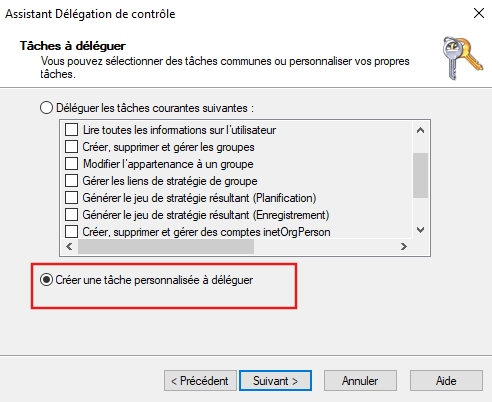 Assistant Délégation de contrôle
Tâches à déléguer
Vous pouvez sélectionner des tâches communes ou personnaliser vos propres
tâches.
Déléguer les tâches courantes suivantes :
Lire toutes les informations sur l'utilisateur
Créer, supprimer et gérer les groupes
Modifier l'appartenance à un groupe
Gérer les liens de stratégie de groupe
Générer le jeu de stratégie résultant (Planification)
Générer le jeu de stratégie résultant (Enregistrement)
Créer, supprimer et gérer des comptes inetOrgPerson
Créer une tâche personnalisée à déléguer
< Précédent Suivant > Annuler Aide